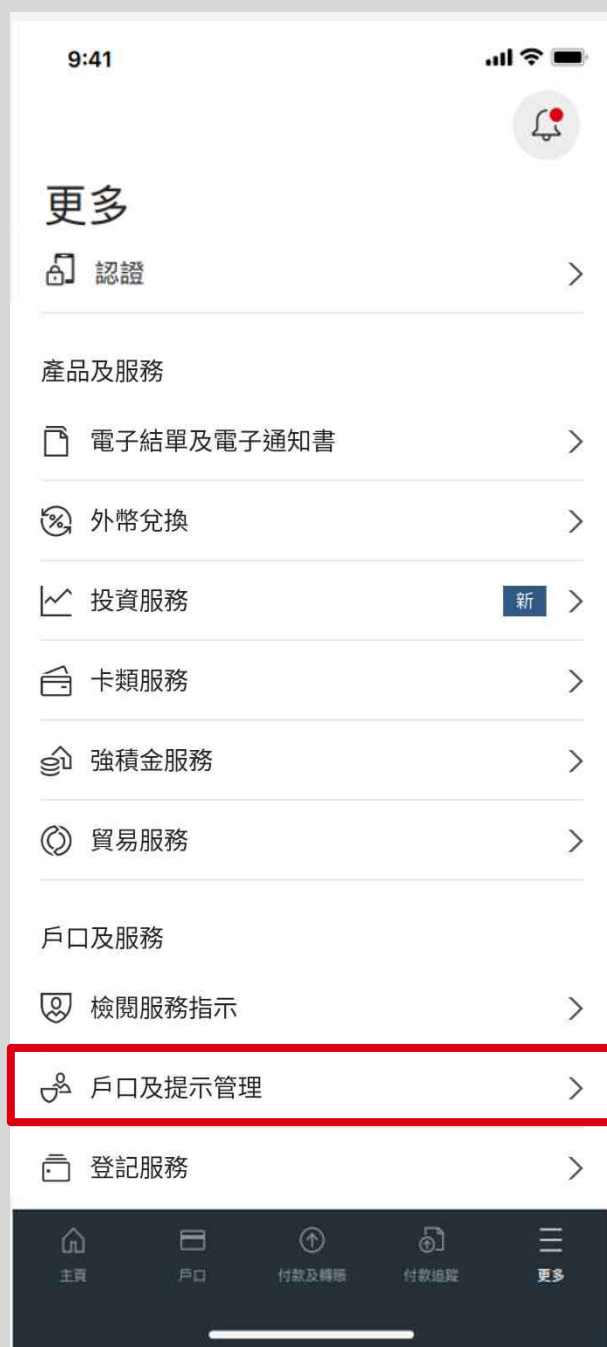 9:41
更多
認證
產品及服務
電子結單及電子通知書
外幣兌換
投資服務 新
卡類服務
強積金服務
貿易服務
戶口及服務
檢閱服務指示
戶口及提示管理
登記服務
主頁 戶口 付款及轉賬 付款追蹤 更多